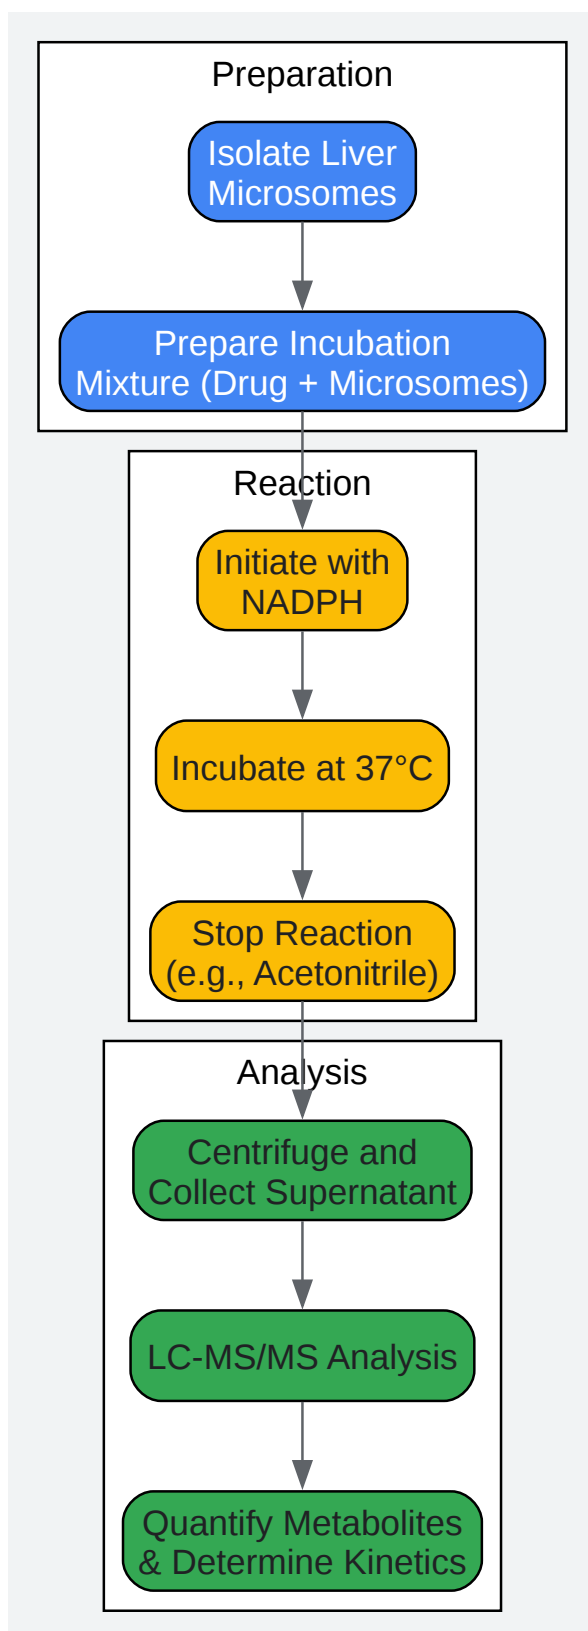 Preparation
Isolate Liver
Microsomes
Prepare Incubation
Mixture (Drug + Microsomes)
Reaction
Initiate with
NADPH
Incubate at 37°C
Stop Reaction
(e.g., Acetonitrile)
Analysis
Centrifuge and
Collect Supernatant
LC-MS/MS Analysis
Quantify Metabolites
& Determine Kinetics